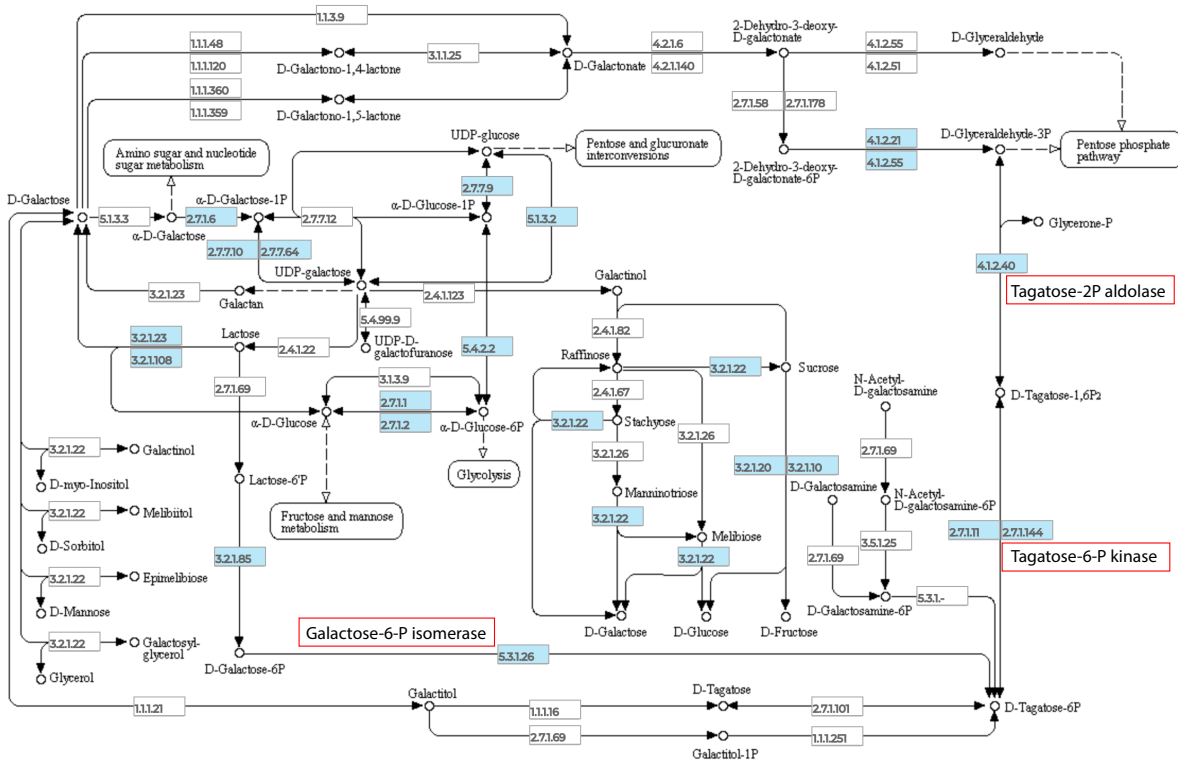 1.1.3.9
1.1.1.48
1.1.1.120
D-Galactono-1,4-lactone
3.1.1.25
D-Galactonate
4.2.1.6
4.2.1.140
2-Dehydro-3-deoxy-
D-galactonate
4.1.2.55
4.1.2.51
D-Glyceraldehyde
1.1.1.360
1.1.1.359
D-Galactono-1,5-lactone
2.7.1.58
2.7.1.178
Amino sugar and nucleotide
sugar metabolism
UDP-glucose
Pentose and glucuronate
interconversions
2-Dehydro-3-deoxy-
D-galactonate-6P
4.1.2.21
4.1.2.55
D-Glyceraldehyde-3P
Pentose phosphate
pathway
D-Galactose
5.1.3.3
α-D-Galactose
2.7.1.6
α-D-Galactose-1P
2.7.7.12
α-D-Glucose-1P
2.7.7.9
5.1.3.2
Glycerone-P
2.7.7.10
2.7.7.64
UDP-galactose
4.1.2.40
Tagatose-2P aldolase
3.2.1.23
Galactan
2.4.1.123
Galactinol
5.4.99.9
UDP-D-
galactofuranose
3.2.1.23
3.2.1.108
Lactose
2.4.1.22
5.4.2.2
2.4.1.82
Raffinose
3.2.1.22
Sucrose
2.7.1.69
3.1.3.9
2.7.1.1
2.7.1.2
α-D-Glucose
α-D-Glucose-6P
2.4.1.67
3.2.1.22
Stachyose
3.2.1.26
N-Acetyl-
D-galactosamine
D-Tagatose-1,6P2
3.2.1.22
Galactinol
D-myo-Inositol
Lactose-6'P
Glycolysis
3.2.1.26
Manninotriose
3.2.1.20
3.2.1.10
2.7.1.69
D-Galactosamine
N-Acetyl-
D-galactosamine-6P
3.2.1.22
Melibiitol
D-Sorbitol
Fructose and mannose
metabolism
3.2.1.22
Melibiose
3.2.1.22
2.7.1.69
3.5.1.25
2.7.1.11
2.7.1.144
Tagatose-6-P kinase
3.2.1.85
3.2.1.22
Epimelibiose
D-Mannose
D-Galactosamine-6P
5.3.1.-
3.2.1.22
Galactosyl-
glycerol
Glycerol
Galactose-6-P isomerase
D-Galactose
D-Glucose
D-Fructose
D-Galactose-6P
5.3.1.26
1.1.1.21
Galactitol
1.1.1.16
D-Tagatose
2.7.1.101
D-Tagatose-6P
2.7.1.69
Galactitol-1P
1.1.1.251